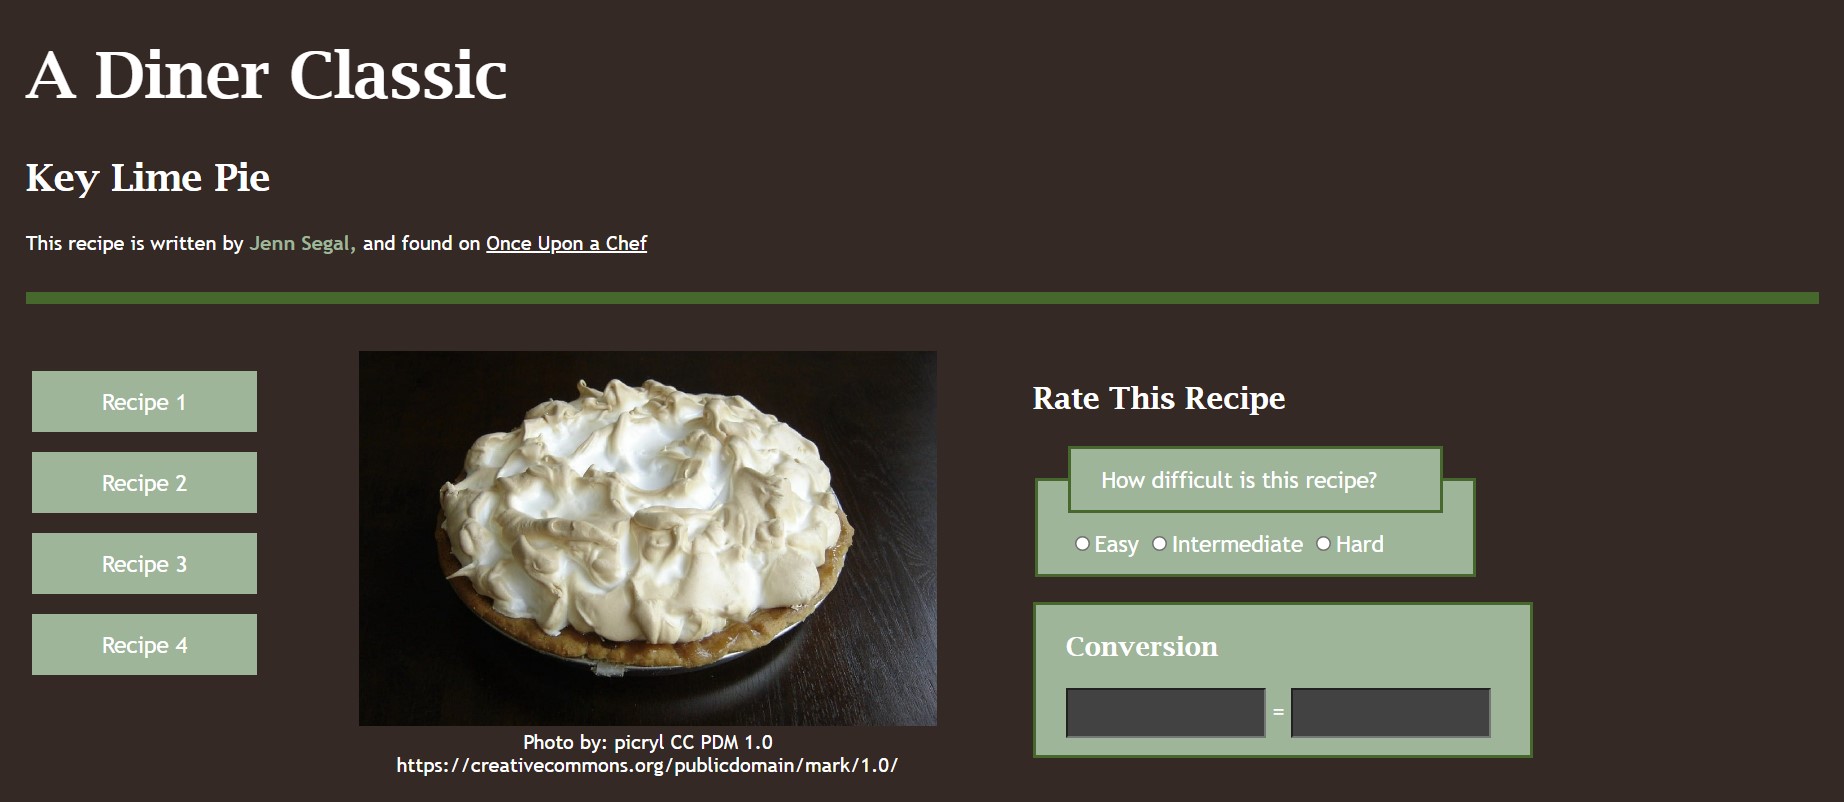 A Diner Classic
Key Lime Pie
This recipe is written by Jenn Segal, and found on Once Upon a Chef
Recipe 1
Recipe 2
Recipe 3
Recipe 4
Photo by: picryl CC PDM 1.0
https://creativecommons.org/publicdomain/mark/1.0/
Rate This Recipe
How difficult is this recipe?
Easy Intermediate Hard
Conversion
=